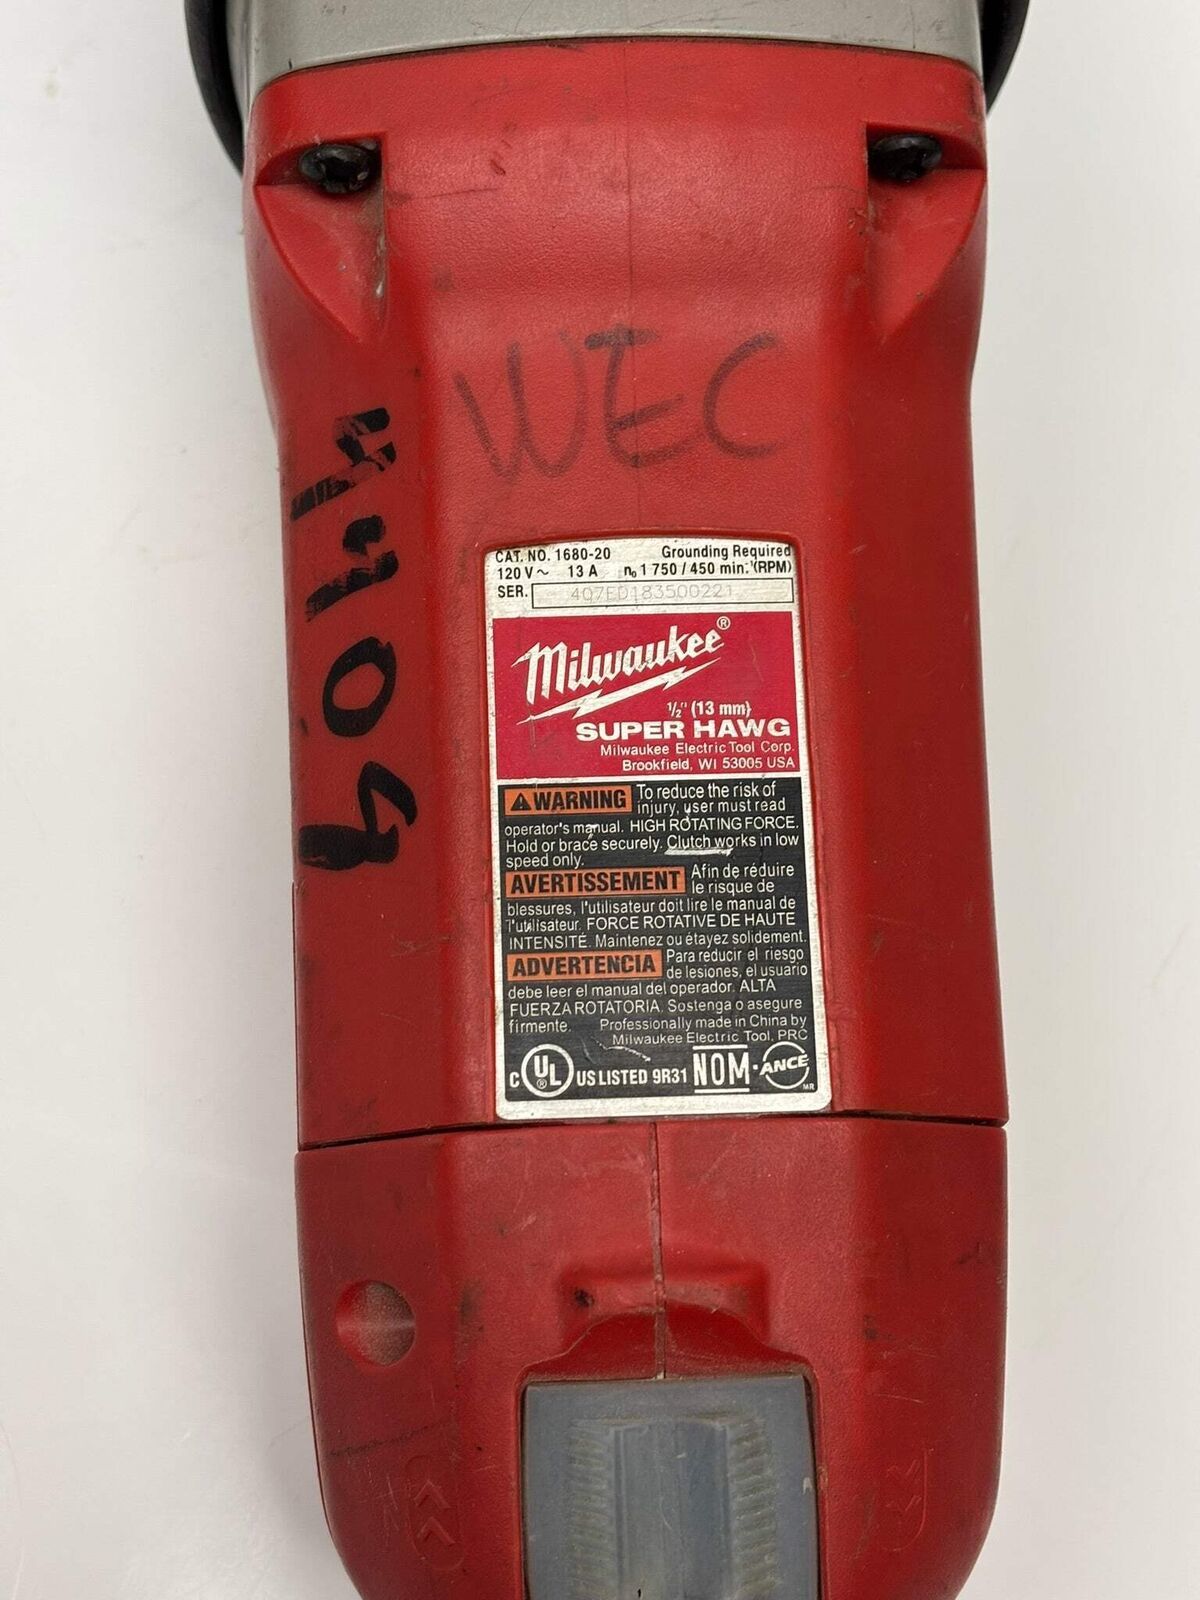 WEC
CAT. NO. 1680-20 Grounding Required
120 V ~ 13 A n₀ 1 750 / 450 min.⁻¹(RPM)
SER. 407ED183500221
Milwaukee®
½" (13 mm)
SUPER HAWG
Milwaukee Electric Tool Corp.
Brookfield, WI 53005 USA
⚠WARNING To reduce the risk of
injury, user must read
operator's manual. HIGH ROTATING FORCE.
Hold or brace securely. Clutch works in low
speed only.
AVERTISSEMENT Afin de réduire
le risque de
blessures, l'utilisateur doit lire le manual de
l'utilisateur. FORCE ROTATIVE DE HAUTE
INTENSITÉ. Maintenez ou étayez solidement.
ADVERTENCIA Para reducir el riesgo
de lesiones, el usuario
debe leer el manual del operador. ALTA
FUERZA ROTATORIA. Sostenga o asegure
firmente. Professionally made in China by
Milwaukee Electric Tool, PRC
C UL® US LISTED 9R31 NOM-ANCE
MR